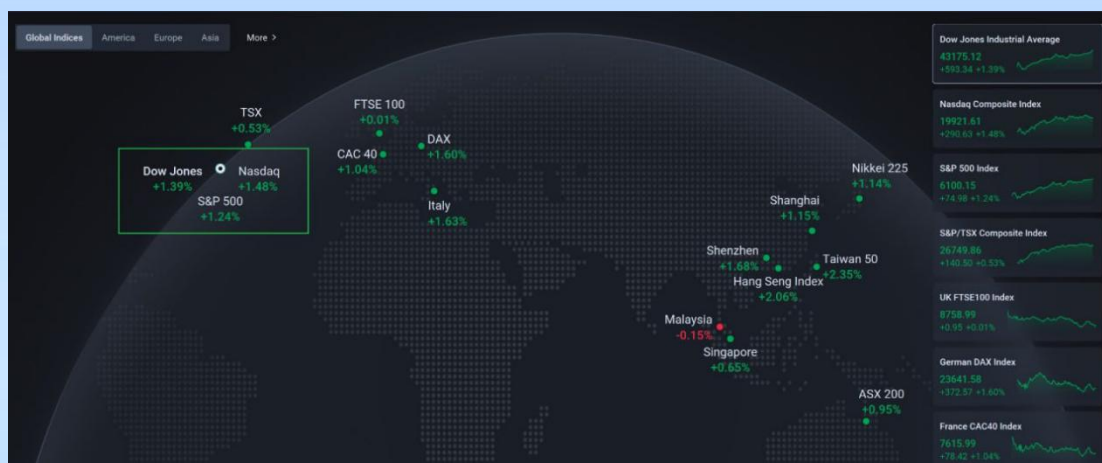 Global Indices America Europe Asia More >
TSX
+0.53%
Dow Jones
+1.39%
Nasdaq
+1.48%
S&P 500
+1.24%
FTSE 100
+0.01%
CAC 40
+1.04%
DAX
+1.60%
Italy
+1.63%
Nikkei 225
+1.14%
Shanghai
+1.15%
Shenzhen
+1.68%
Taiwan 50
+2.35%
Hang Seng Index
+2.06%
Malaysia
-0.15%
Singapore
+0.65%
ASX 200
+0.95%
Dow Jones Industrial Average
43175.12
+593.34 +1.39%
Nasdaq Composite Index
19921.61
+290.63 +1.48%
S&P 500 Index
6100.15
+74.98 +1.24%
S&P/TSX Composite Index
26749.86
+140.50 +0.53%
UK FTSE100 Index
8758.99
+0.95 +0.01%
German DAX Index
23641.58
+372.57 +1.60%
France CAC40 Index
7615.99
+78.42 +1.04%